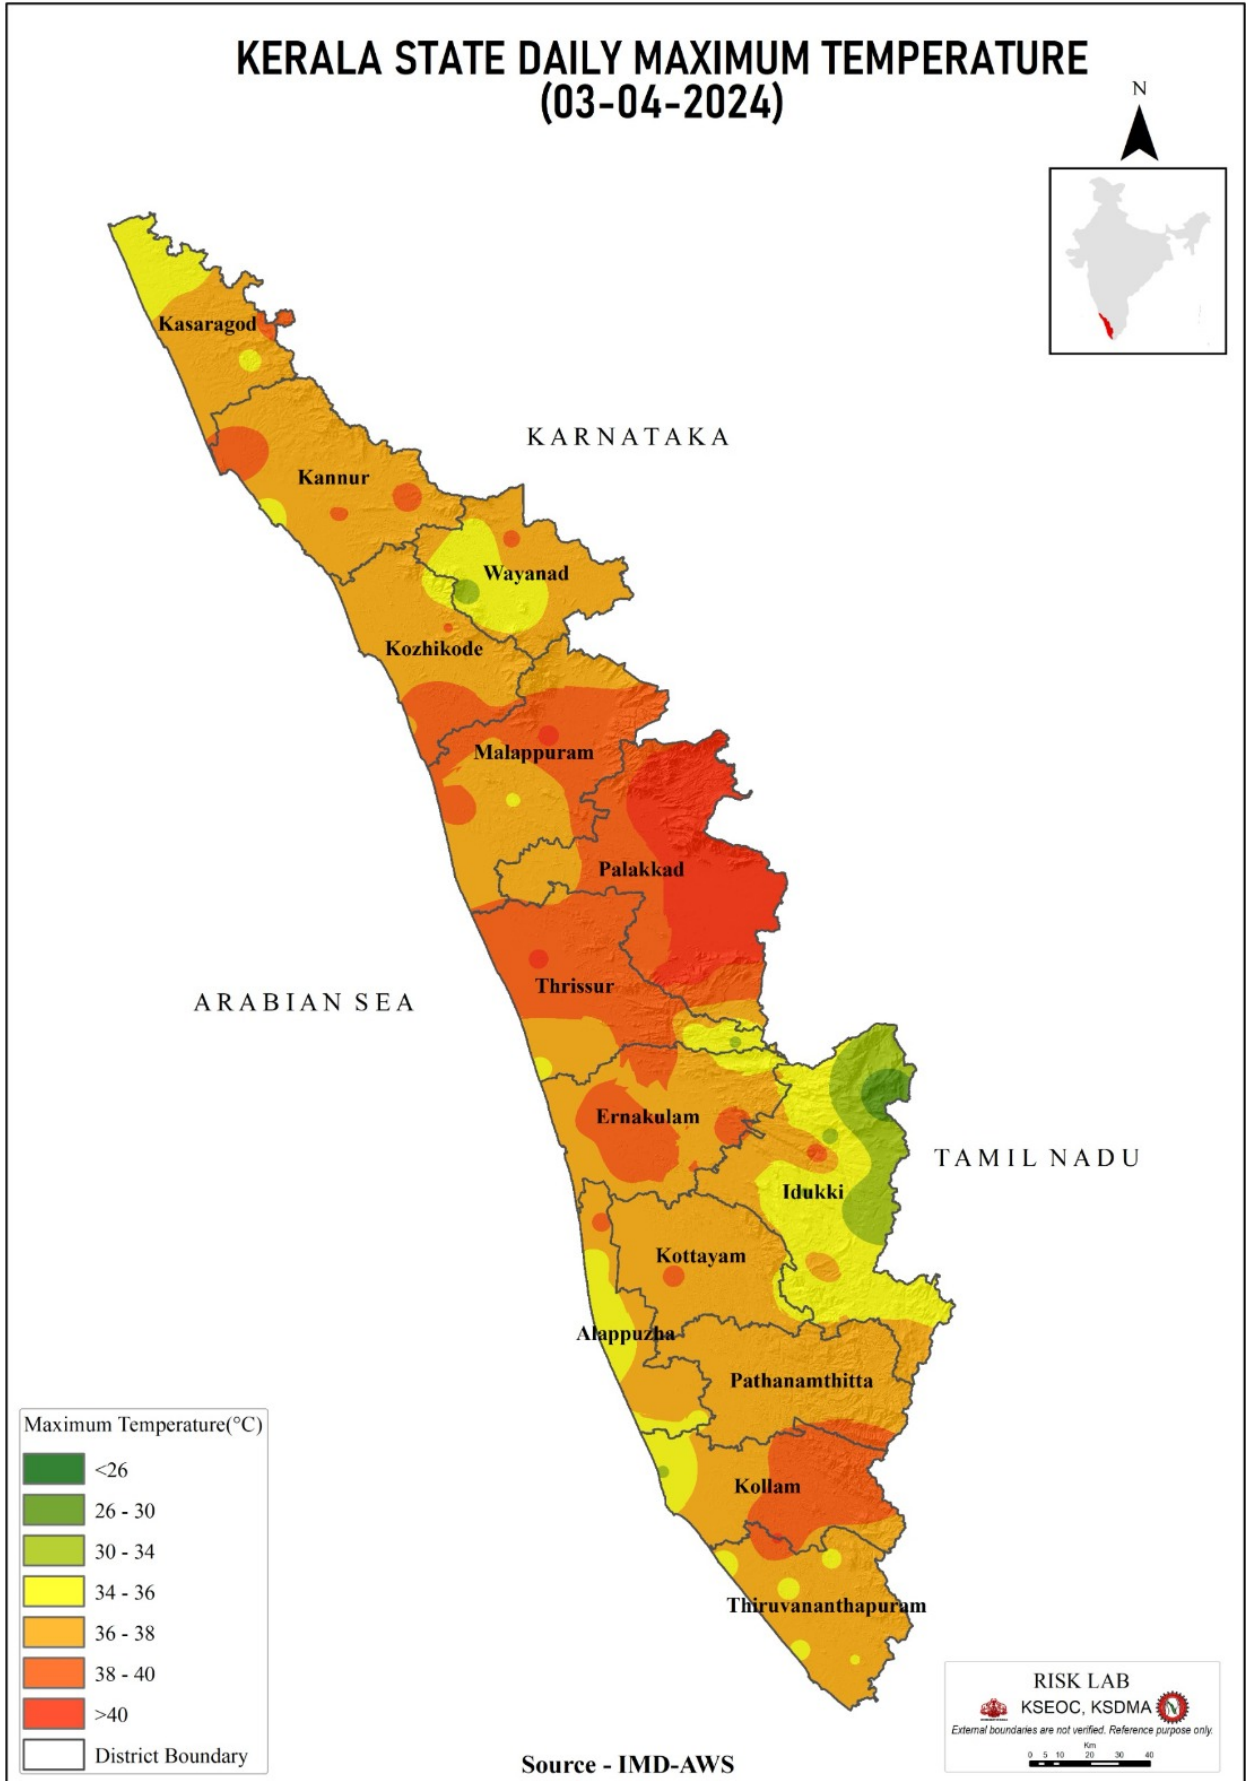 KERALA STATE DAILY MAXIMUM TEMPERATURE
(03-04-2024)
N
Kasaragod
KARNATAKA
Kannur
Wayanad
Kozhikode
Malappuram
Palakkad
Thrissur
ARABIAN SEA
Ernakulam
TAMIL NADU
Idukki
Kottayam
Alappuzha
Pathanamthitta
Kollam
Thiruvananthapuram
Maximum Temperature(°C)
<26
26 - 30
30 - 34
34 - 36
36 - 38
38 - 40
>40
District Boundary
Source - IMD-AWS
RISK LAB
KSEOC, KSDMA
External boundaries are not verified. Reference purpose only.
Km
0 5 10 20 30 40